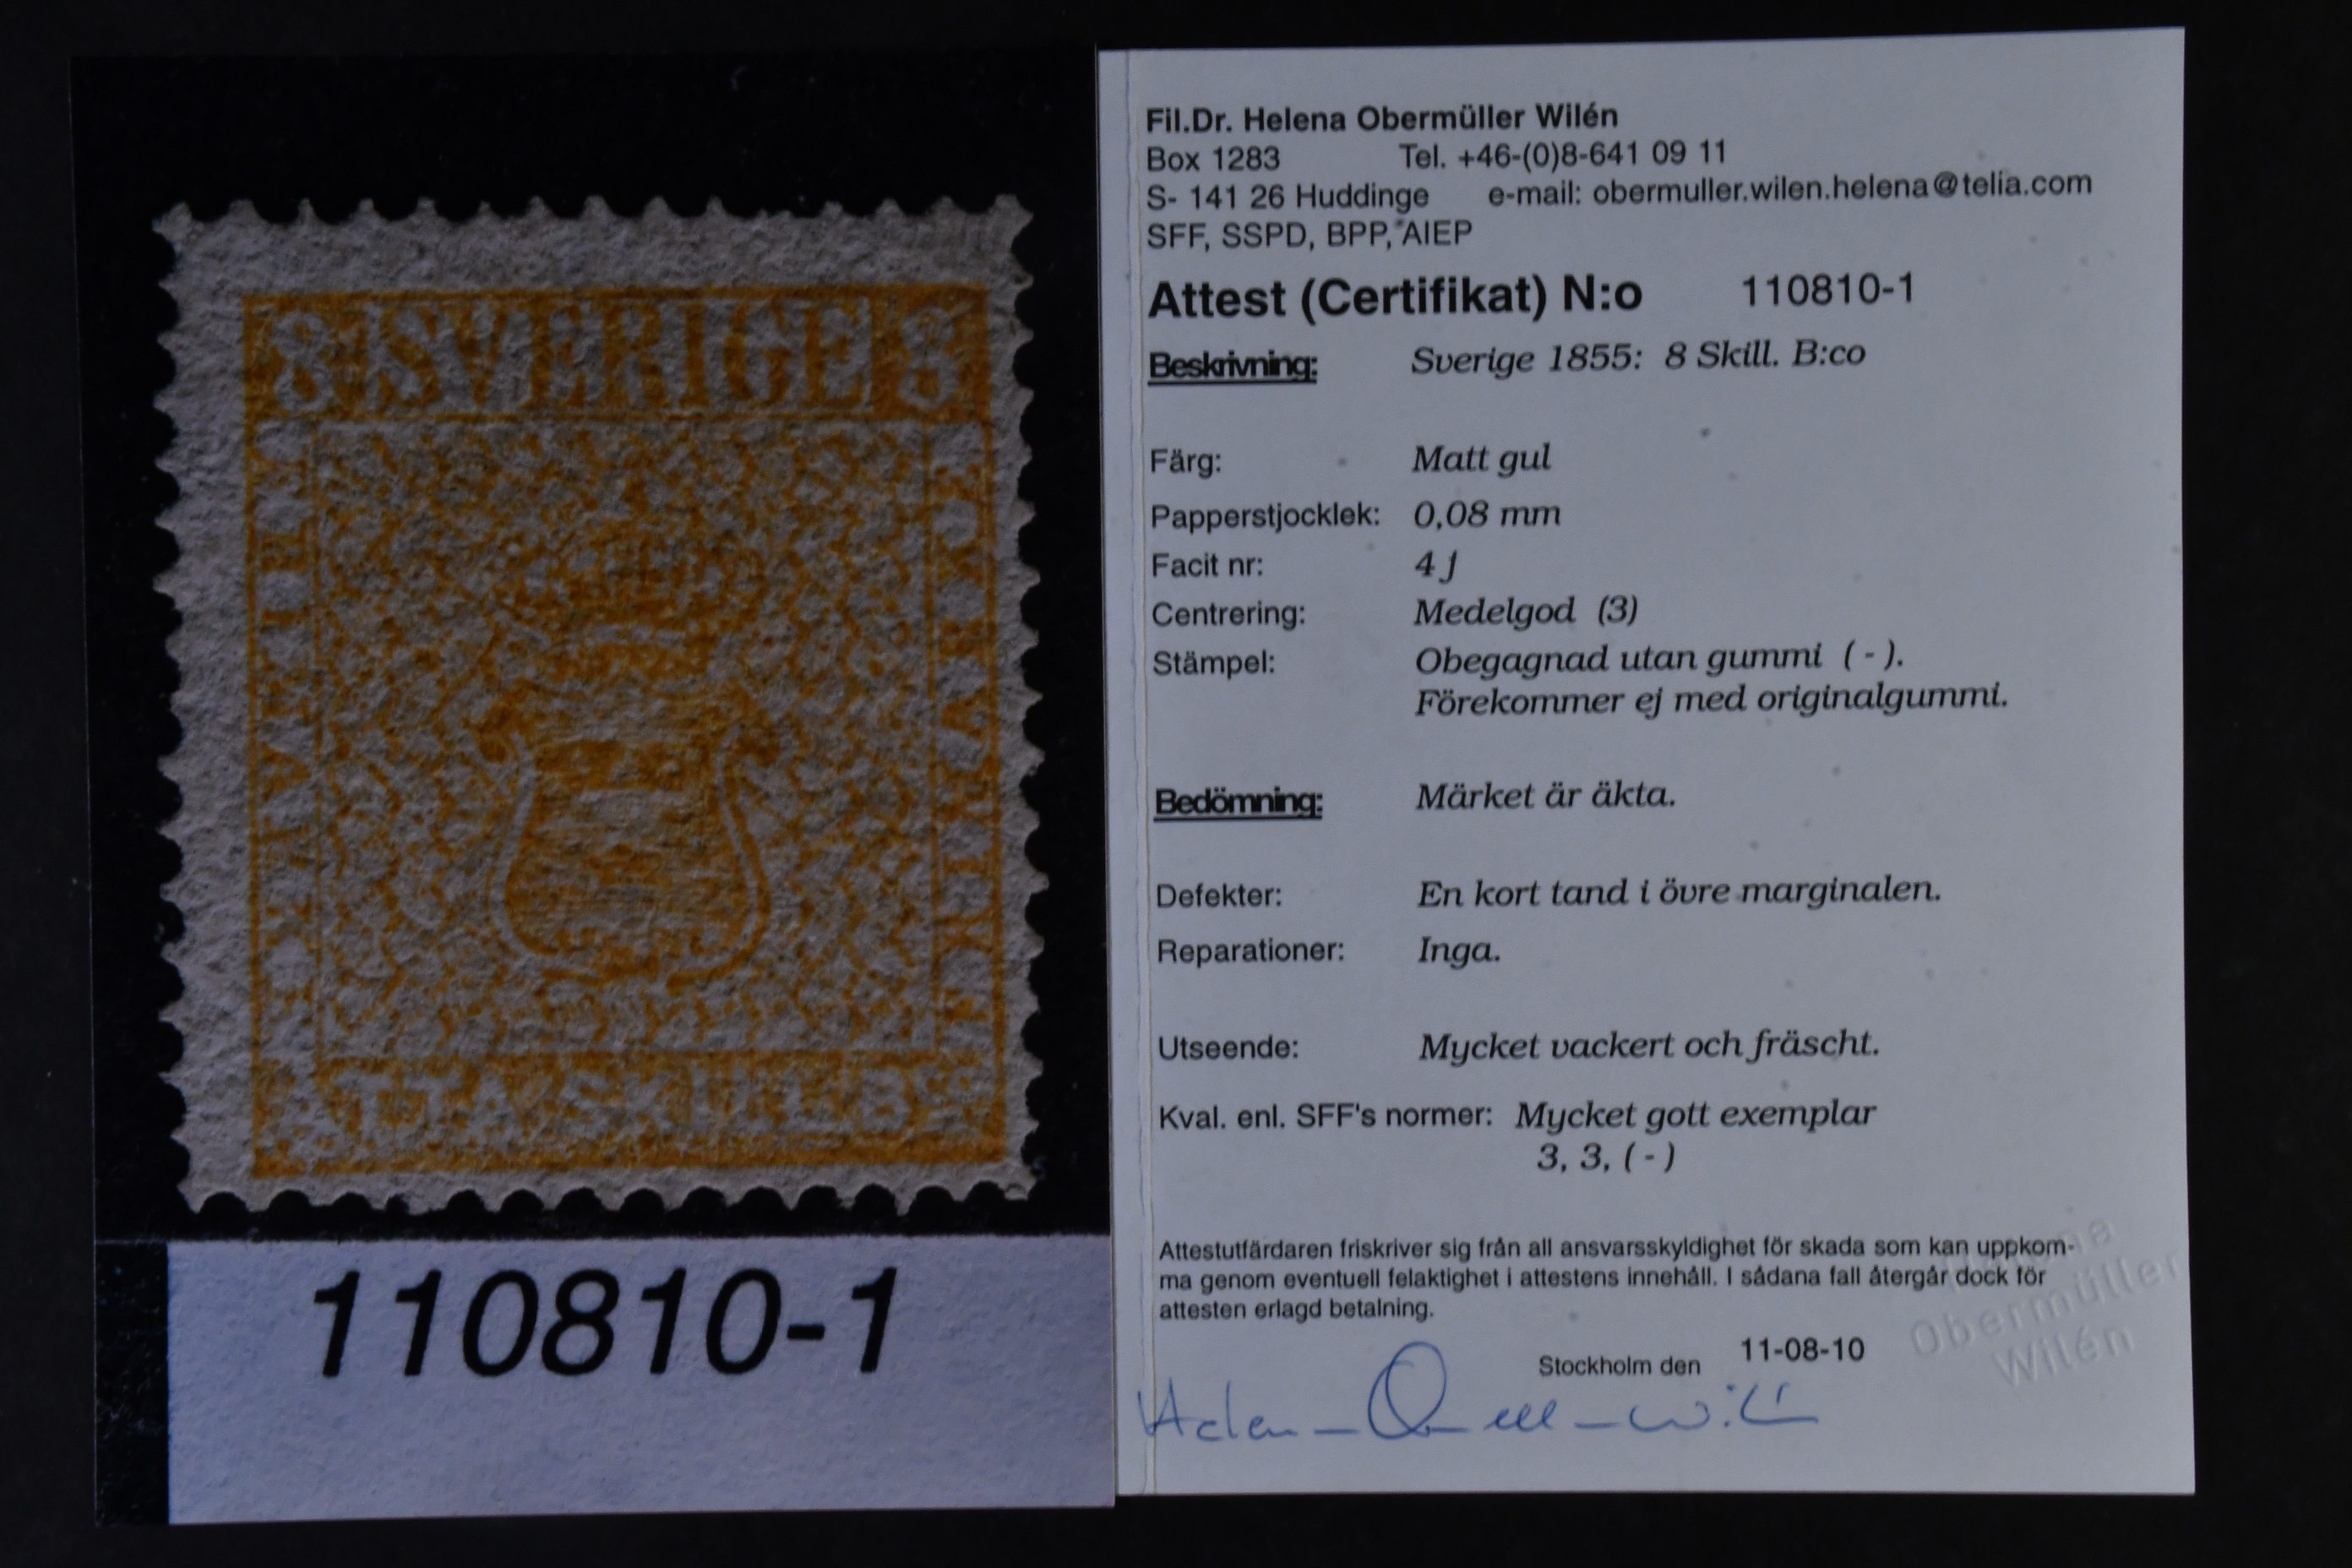 8 SVERIGE 8
FRIMÄRKE
ÅTTA SKILL. Bco
110810-1
Fil.Dr. Helena Obermüller Wilén
Box 1283 Tel. +46-(0)8-641 09 11
S- 141 26 Huddinge e-mail: obermuller.wilen.helena@telia.com
SFF, SSPD, BPP, AIEP
Attest (Certifikat) N:o 110810-1
Beskrivning: Sverige 1855: 8 Skill. B:co
Färg: Matt gul
Papperstjocklek: 0,08 mm
Facit nr: 4 J
Centrering: Medelgod (3)
Stämpel: Obegagnad utan gummi ( - ).
Förekommer ej med originalgummi.
Bedömning: Märket är äkta.
Defekter: En kort tand i övre marginalen.
Reparationer: Inga.
Utseende: Mycket vackert och fräscht.
Kval. enl. SFF's normer: Mycket gott exemplar
3, 3, ( - )
Attestutfärdaren friskriver sig från all ansvarsskyldighet för skada som kan uppkom-
ma genom eventuell felaktighet i attestens innehåll. I sådana fall återgår dock för
attesten erlagd betalning.
Stockholm den 11-08-10
Helena
Obermüller
Wilén